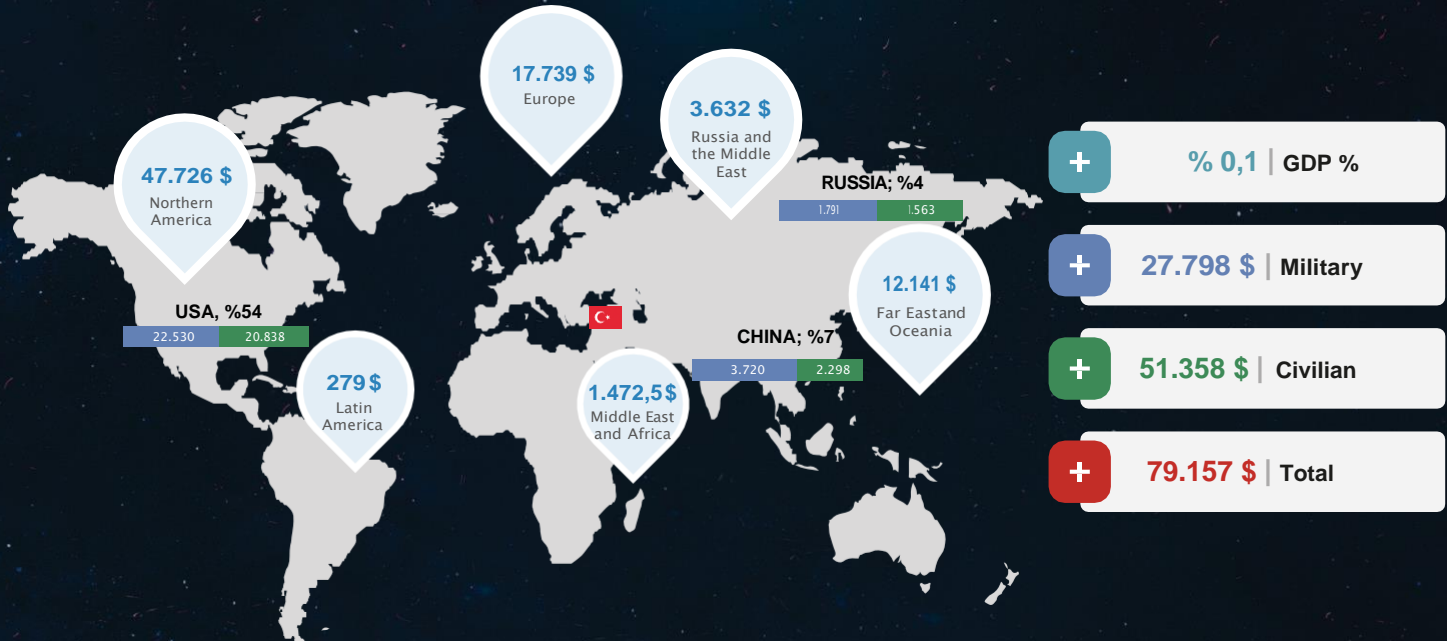 17.739 $
Europe
3.632 $
Russia and
the Middle
East
47.726 $
Northern
America
RUSSIA; %4
1.791 1.563
12.141 $
Far Eastand
Oceania
USA, %54
22.530 20.838
CHINA; %7
3.720 2.298
279 $
Latin
America
1.472,5 $
Middle East
and Africa
+ % 0,1 | GDP %
+ 27.798 $ | Military
+ 51.358 $ | Civilian
+ 79.157 $ | Total